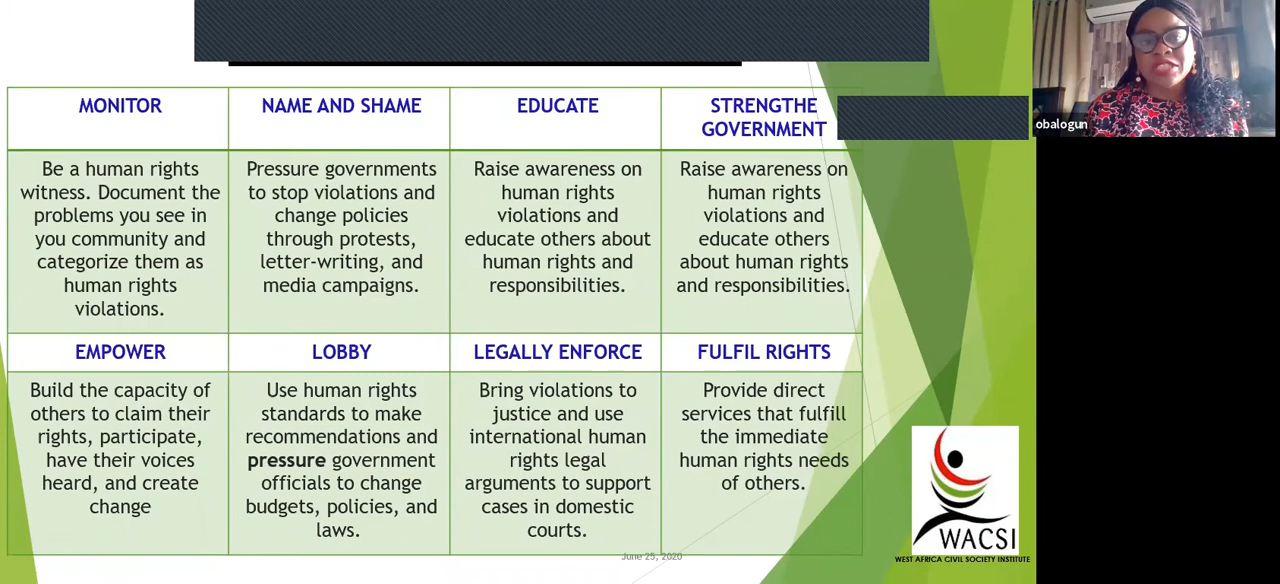 MONITOR
NAME AND SHAME
EDUCATE
STRENGTHE
GOVERNMENT
Be a human rights
witness. Document the
problems you see in
you community and
categorize them as
human rights
violations.
Pressure governments
to stop violations and
change policies
through protests,
letter-writing, and
media campaigns.
Raise awareness on
human rights
violations and
educate others about
human rights and
responsibilities.
Raise awareness on
human rights
violations and
educate others
about human rights
and responsibilities.
EMPOWER
LOBBY
LEGALLY ENFORCE
FULFIL RIGHTS
Build the capacity of
others to claim their
rights, participate,
have their voices
heard, and create
change
Use human rights
standards to make
recommendations and
pressure government
officials to change
budgets, policies, and
laws.
Bring violations to
justice and use
international human
rights legal
arguments to support
cases in domestic
courts.
Provide direct
services that fulfill
the immediate
human rights needs
of others.
June 25, 2020
WACSI
WEST AFRICA CIVIL SOCIETY INSTITUTE
obalogun